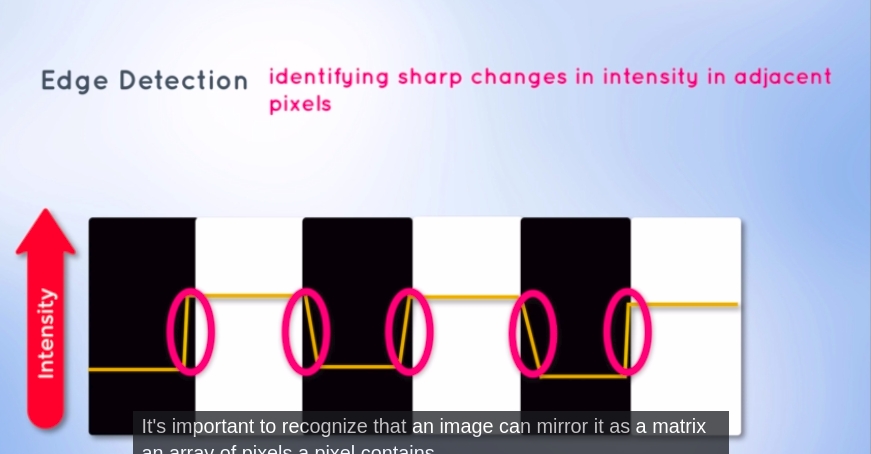 Edge Detection
identifying sharp changes in intensity in adjacent
pixels
Intensity
It's important to recognize that an image can mirror it as a matrix
an array of pixels a pixel contains